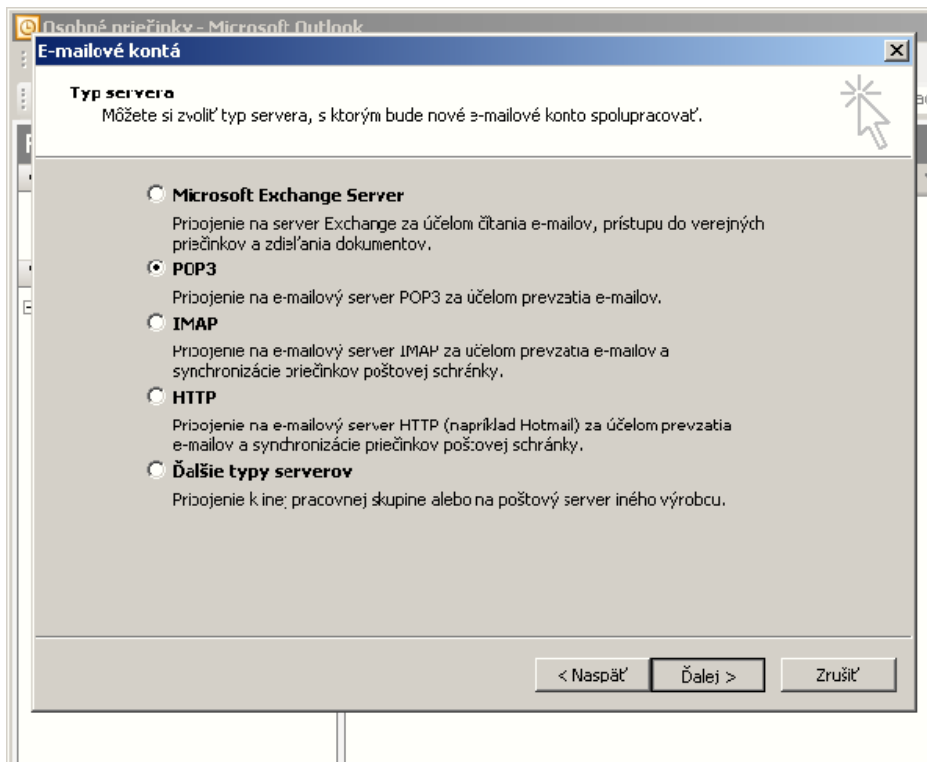 Osobné priečinky - Microsoft Outlook
E-mailové kontá
Typ servera
Môžete si zvoliť typ servera, s ktorým bude nové e-mailové konto spolupracovať.
Microsoft Exchange Server
Pripojenie na server Exchange za účelom čítania e-mailov, prístupu do verejných
priečinkov a zdieľania dokumentov.
POP3
Pripojenie na e-mailový server POP3 za účelom prevzatia e-mailov.
IMAP
Pripojenie na e-mailový server IMAP za účelom prevzatia e-mailov a
synchronizácie priečinkov poštovej schránky.
HTTP
Pripojenie na e-mailový server HTTP (napríklad Hotmail) za účelom prevzatia
e-mailov a synchronizácie priečinkov poštovej schránky.
Ďalšie typy serverov
Pripojenie k inej pracovnej skupine alebo na poštový server iného výrobcu.
< Naspäť
Ďalej >
Zrušiť